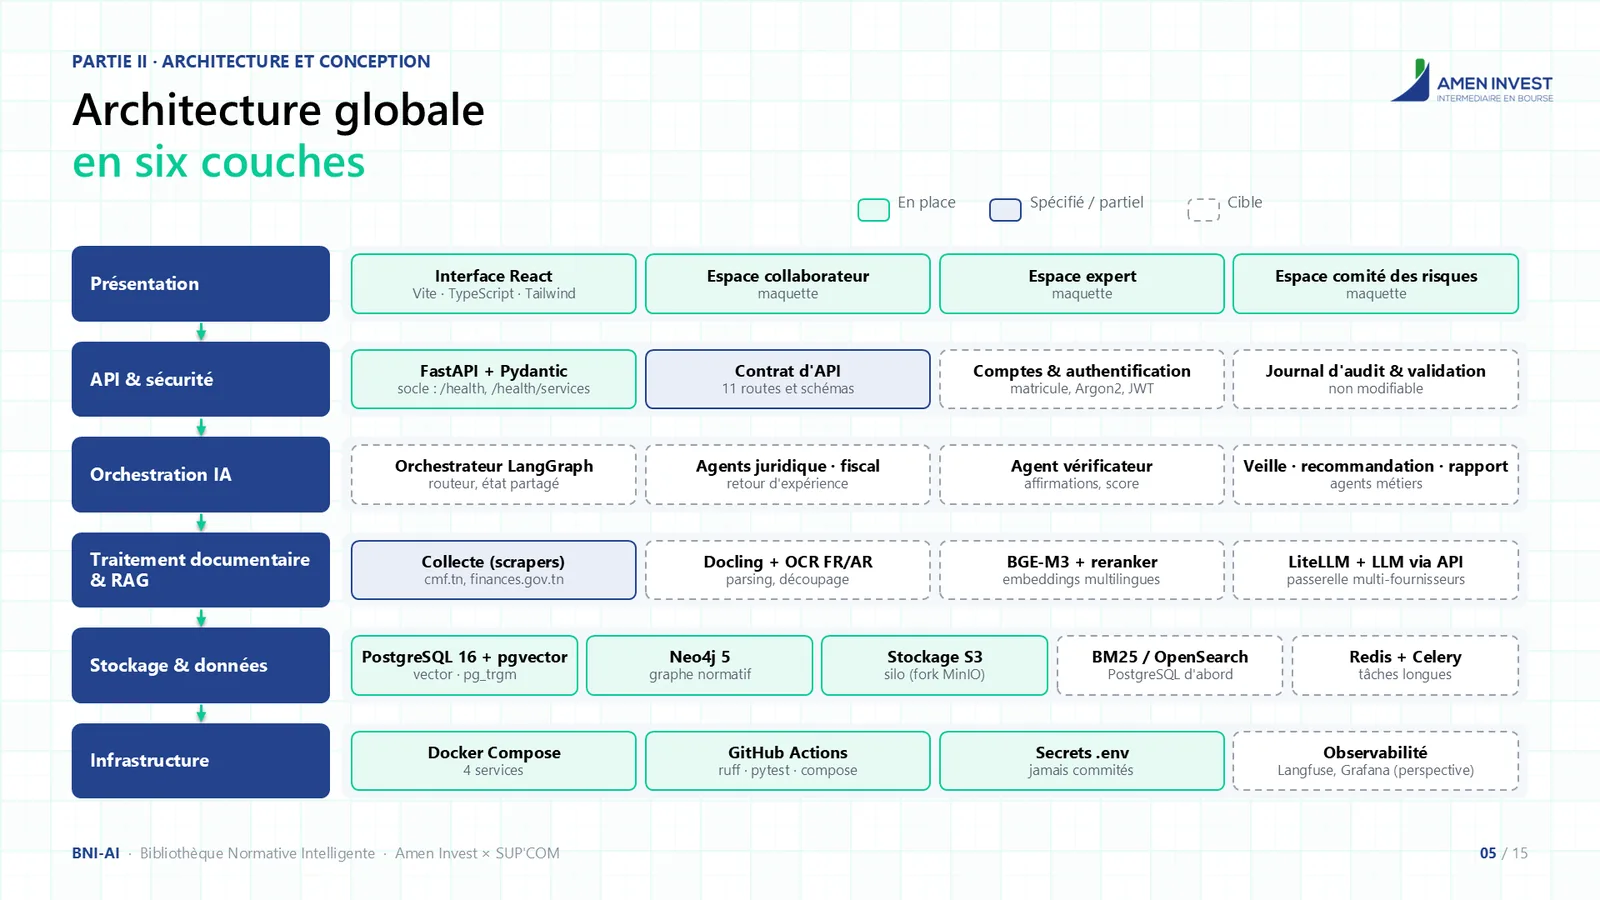 PARTIE II · ARCHITECTURE ET CONCEPTION
Architecture globale
en six couches
AMEN INVEST
INTERMEDIAIRE EN BOURSE
En place
Spécifié / partiel
Cible
Présentation
Interface React
Vite · TypeScript · Tailwind
Espace collaborateur
maquette
Espace expert
maquette
Espace comité des risques
maquette
API & sécurité
FastAPI + Pydantic
socle : /health, /health/services
Contrat d'API
11 routes et schémas
Comptes & authentification
matricule, Argon2, JWT
Journal d'audit & validation
non modifiable
Orchestration IA
Orchestrateur LangGraph
routeur, état partagé
Agents juridique · fiscal
retour d'expérience
Agent vérificateur
affirmations, score
Veille · recommandation · rapport
agents métiers
Traitement documentaire
& RAG
Collecte (scrapers)
cmf.tn, finances.gov.tn
Docling + OCR FR/AR
parsing, découpage
BGE-M3 + reranker
embeddings multilingues
LiteLLM + LLM via API
passerelle multi-fournisseurs
Stockage & données
PostgreSQL 16 + pgvector
vector · pg_trgm
Neo4j 5
graphe normatif
Stockage S3
silo (fork MinIO)
BM25 / OpenSearch
PostgreSQL d'abord
Redis + Celery
tâches longues
Infrastructure
Docker Compose
4 services
GitHub Actions
ruff · pytest · compose
Secrets .env
jamais commités
Observabilité
Langfuse, Grafana (perspective)
BNI-AI · Bibliothèque Normative Intelligente · Amen Invest × SUP'COM
05 / 15